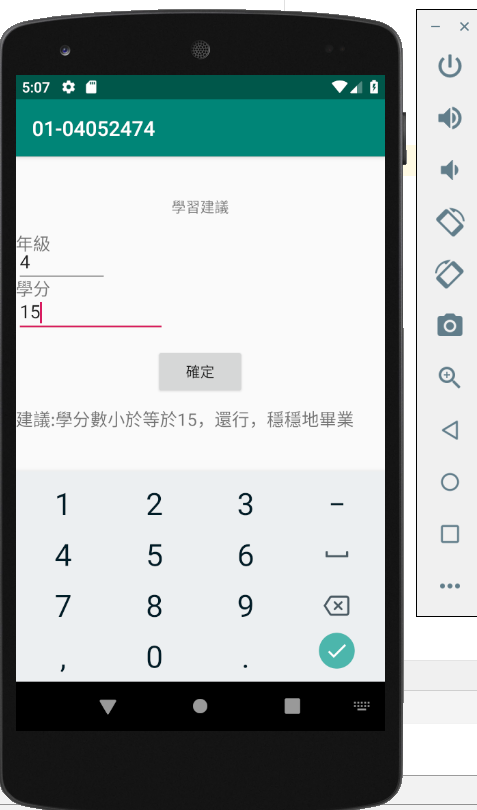 5:07
01-04052474
學習建議
年級
4
學分
15
確定
建議:學分數小於等於15，還行，穩穩地畢業
1 2 3 –
4 5 6
7 8 9
, 0 .